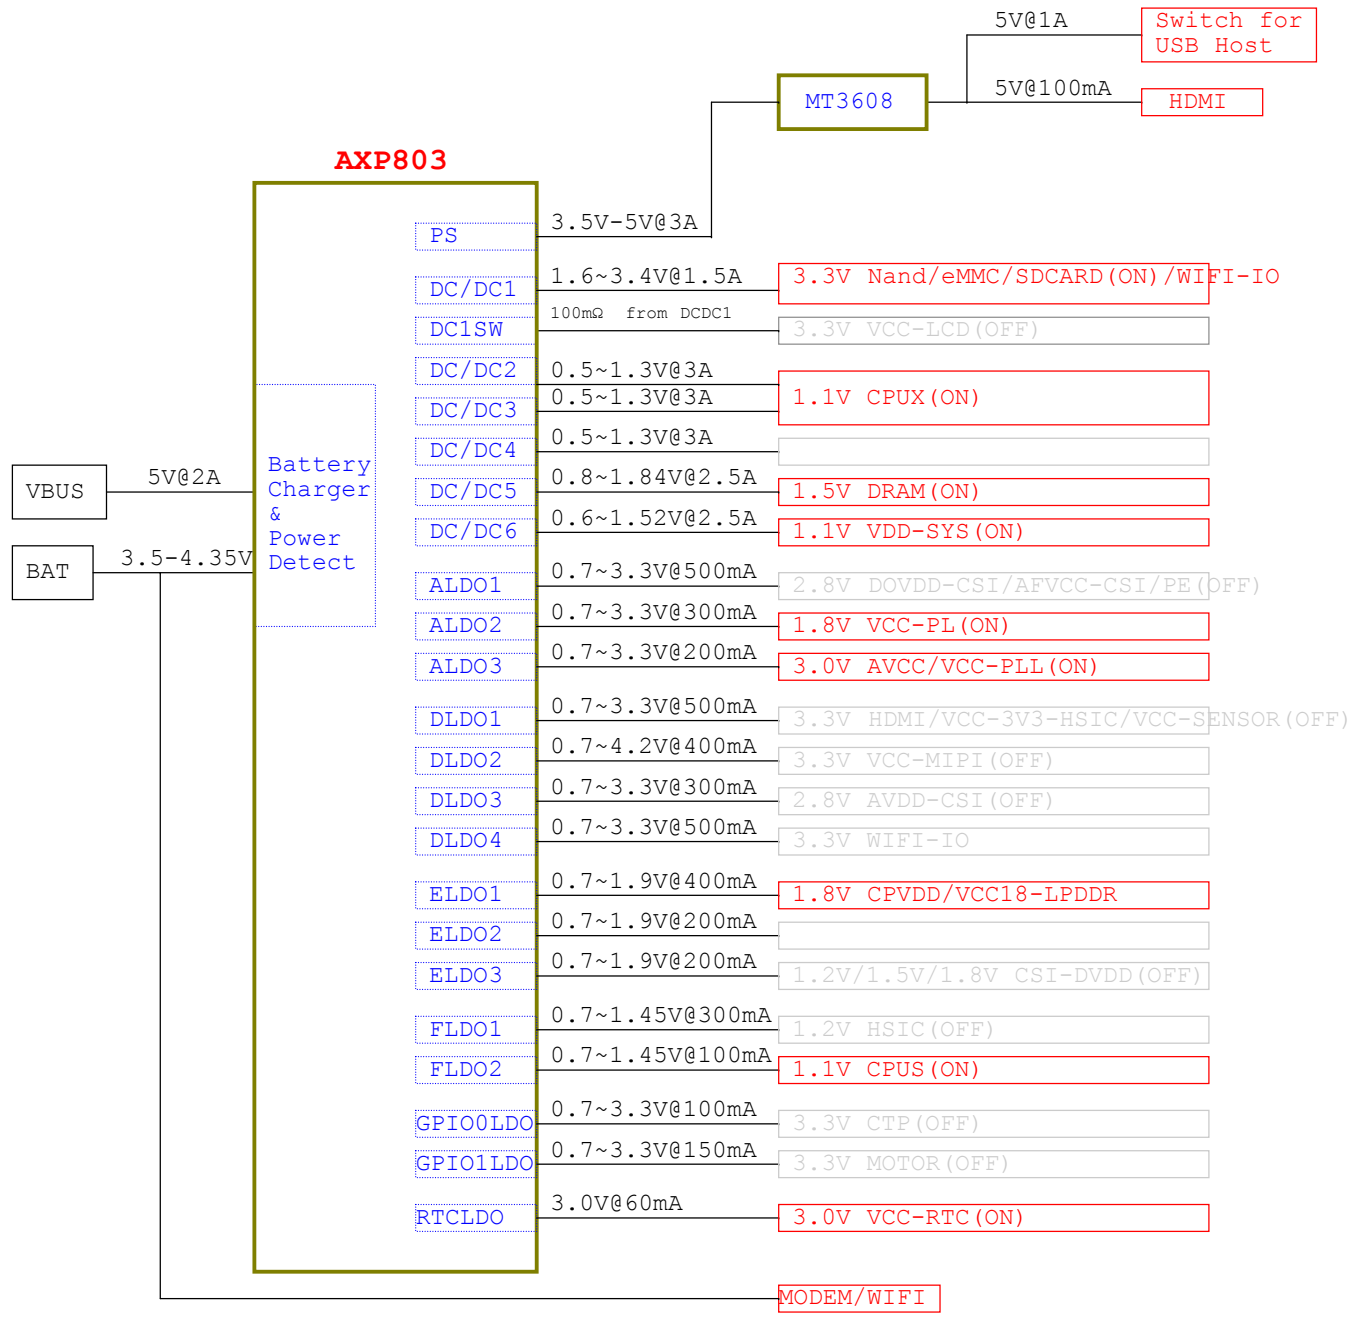 5V@1A
Switch for
USB Host
5V@100mA
MT3608
HDMI
AXP803
PS
3.5V-5V@3A
DC/DC1
1.6~3.4V@1.5A
3.3V Nand/eMMC/SDCARD(ON)/WIFI-IO
DC1SW
100mΩ from DCDC1
3.3V VCC-LCD(OFF)
DC/DC2
0.5~1.3V@3A
DC/DC3
0.5~1.3V@3A
1.1V CPUX(ON)
DC/DC4
0.5~1.3V@3A
VBUS
5V@2A
BAT
3.5-4.35V
Battery
Charger
&
Power
Detect
DC/DC5
0.8~1.84V@2.5A
1.5V DRAM(ON)
DC/DC6
0.6~1.52V@2.5A
1.1V VDD-SYS(ON)
ALDO1
0.7~3.3V@500mA
2.8V DOVDD-CSI/AFVCC-CSI/PE(OFF)
ALDO2
0.7~3.3V@300mA
1.8V VCC-PL(ON)
ALDO3
0.7~3.3V@200mA
3.0V AVCC/VCC-PLL(ON)
DLDO1
0.7~3.3V@500mA
3.3V HDMI/VCC-3V3-HSIC/VCC-SENSOR(OFF)
DLDO2
0.7~4.2V@400mA
3.3V VCC-MIPI(OFF)
DLDO3
0.7~3.3V@300mA
2.8V AVDD-CSI(OFF)
DLDO4
0.7~3.3V@500mA
3.3V WIFI-IO
ELDO1
0.7~1.9V@400mA
1.8V CPVDD/VCC18-LPDDR
ELDO2
0.7~1.9V@200mA
ELDO3
0.7~1.9V@200mA
1.2V/1.5V/1.8V CSI-DVDD(OFF)
FLDO1
0.7~1.45V@300mA
1.2V HSIC(OFF)
FLDO2
0.7~1.45V@100mA
1.1V CPUS(ON)
GPIO0LDO
0.7~3.3V@100mA
3.3V CTP(OFF)
GPIO1LDO
0.7~3.3V@150mA
3.3V MOTOR(OFF)
RTCLDO
3.0V@60mA
3.0V VCC-RTC(ON)
MODEM/WIFI